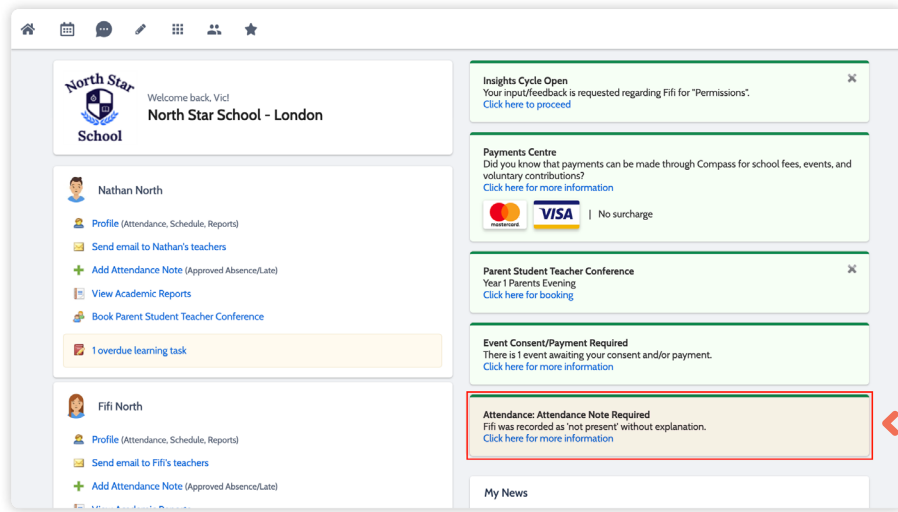 North Star
School
Welcome back, Vic!
North Star School - London
Nathan North
Profile (Attendance, Schedule, Reports)
Send email to Nathan's teachers
Add Attendance Note (Approved Absence/Late)
View Academic Reports
Book Parent Student Teacher Conference
1 overdue learning task
Fifi North
Profile (Attendance, Schedule, Reports)
Send email to Fifi's teachers
Add Attendance Note (Approved Absence/Late)
View Academic Reports
Insights Cycle Open
Your input/feedback is requested regarding Fifi for "Permissions".
Click here to proceed
Payments Centre
Did you know that payments can be made through Compass for school fees, events, and
voluntary contributions?
Click here for more information
mastercard
VISA
| No surcharge
Parent Student Teacher Conference
Year 1 Parents Evening
Click here for booking
Event Consent/Payment Required
There is 1 event awaiting your consent and/or payment.
Click here for more information
Attendance: Attendance Note Required
Fifi was recorded as 'not present' without explanation.
Click here for more information
My News